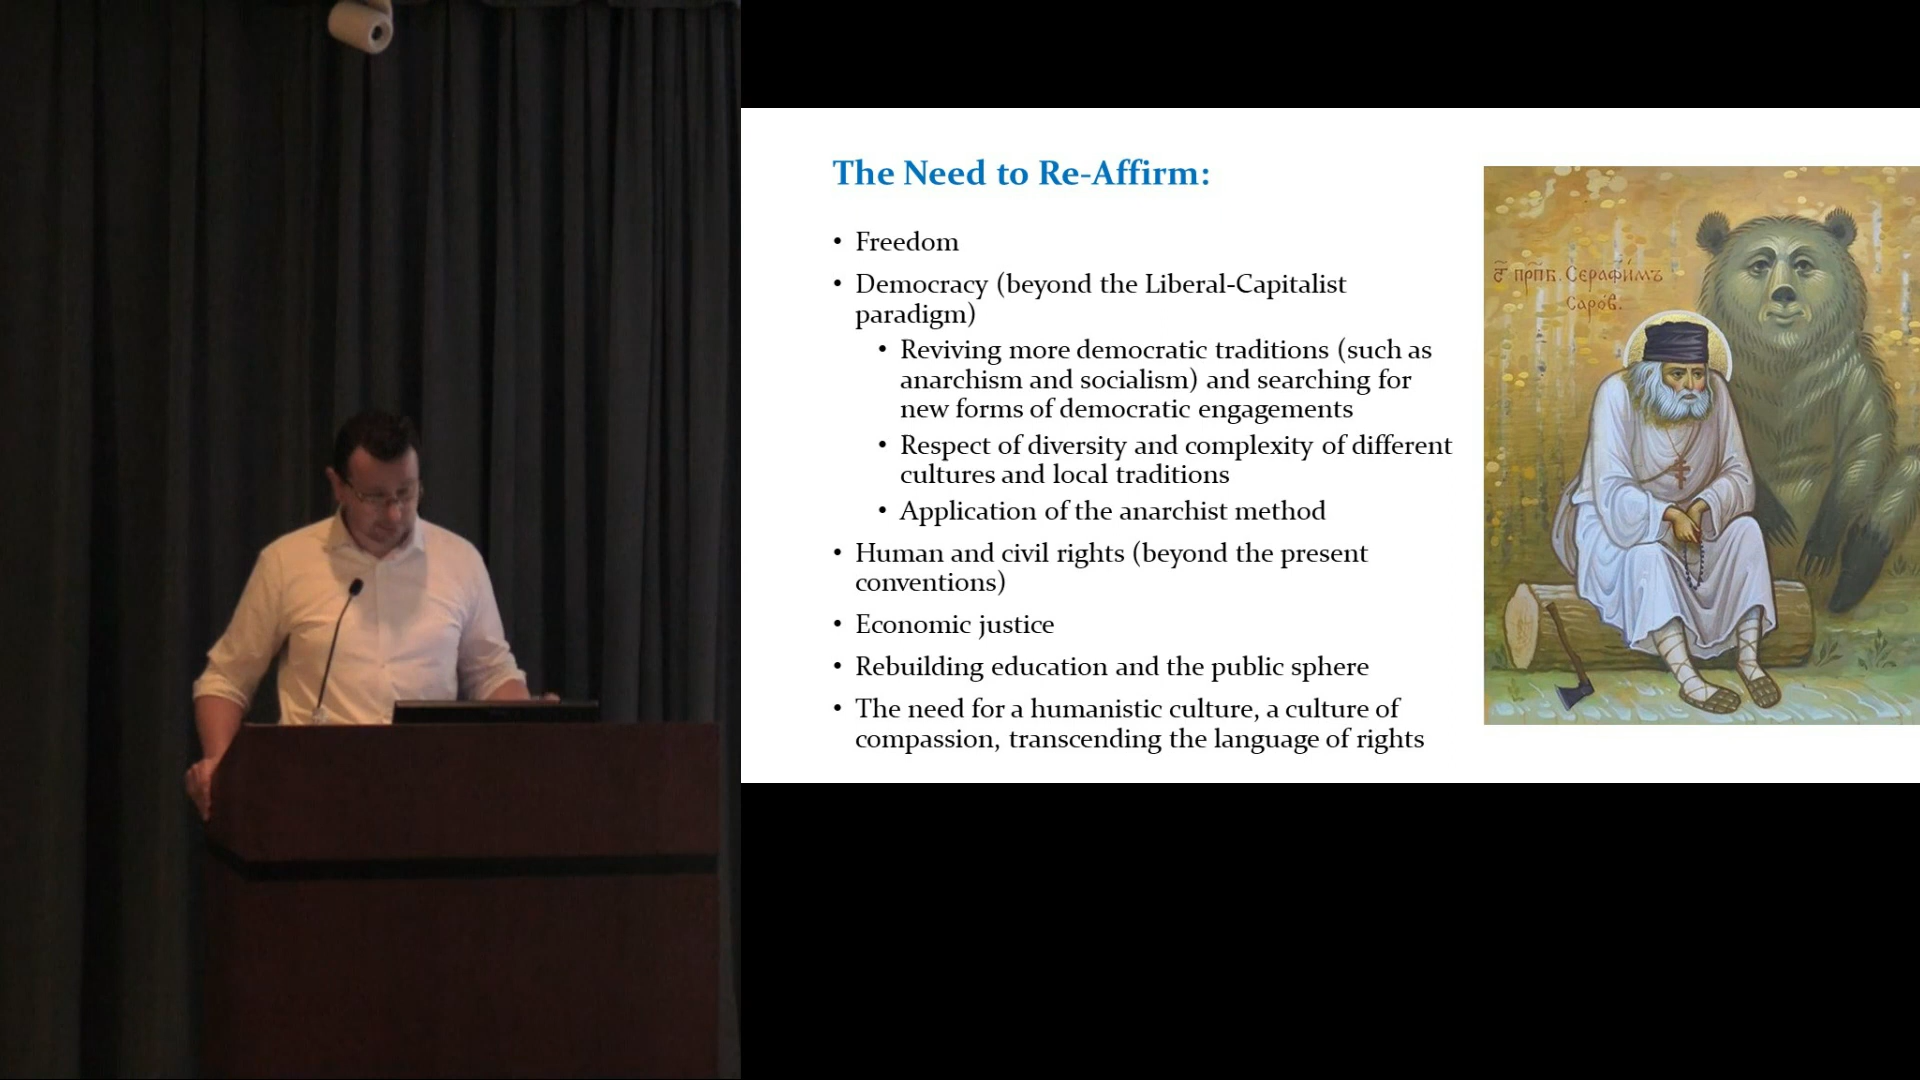 The Need to Re-Affirm:
• Freedom
• Democracy (beyond the Liberal-Capitalist
paradigm)
• Reviving more democratic traditions (such as
anarchism and socialism) and searching for
new forms of democratic engagements
• Respect of diversity and complexity of different
cultures and local traditions
• Application of the anarchist method
• Human and civil rights (beyond the present
conventions)
• Economic justice
• Rebuilding education and the public sphere
• The need for a humanistic culture, a culture of
compassion, transcending the language of rights
прпб. Серафимъ
Саров.